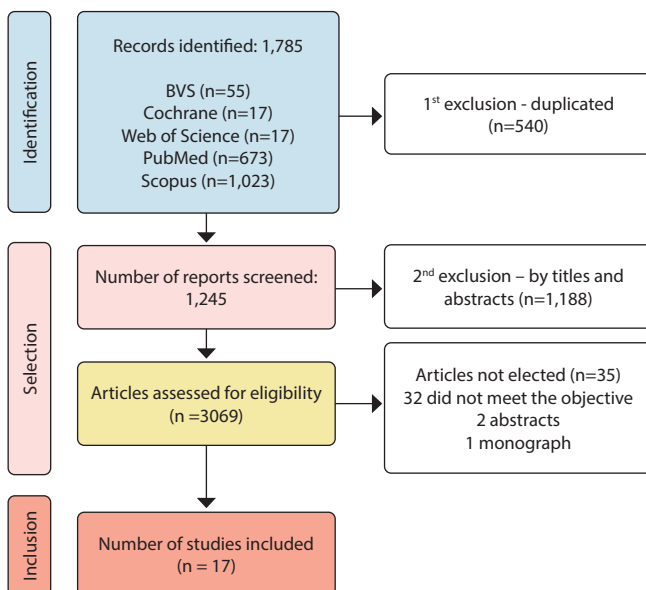 Identification
Records identified: 1,785
BVS (n=55)
Cochrane (n=17)
Web of Science (n=17)
PubMed (n=673)
Scopus (n=1,023)
1st exclusion - duplicated
(n=540)
Selection
Number of reports screened:
1,245
2nd exclusion – by titles and
abstracts (n=1,188)
Articles assessed for eligibility
(n =3069)
Articles not elected (n=35)
32 did not meet the objective
2 abstracts
1 monograph
Inclusion
Number of studies included
(n = 17)